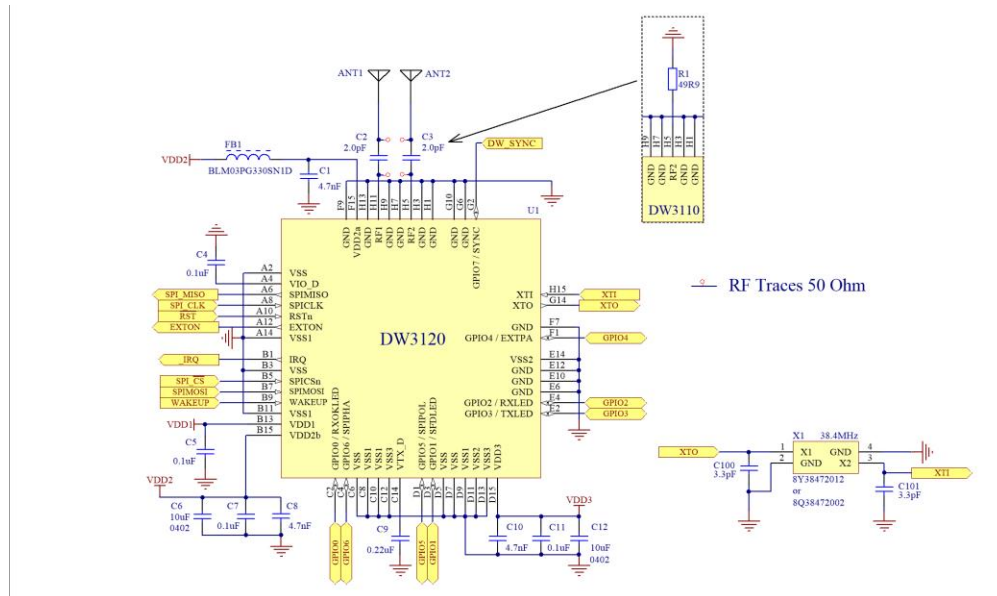 ANT1
ANT2
R1
49R9
C2
2.0pF
C3
2.0pF
DW_SYNC
H9
H7
H5
H3
H1
GND
GND
RF2
GND
GND
DW3110
VDD2
FB1
BLM03PG330SN1D
C1
4.7nF
F9
F15
H13
H11
H9
H7
H5
H3
H1
G10
G6
G2
U1
GND
VDD2a
GND
RF1
GND
GND
RF2
GND
GND
GND
GND
GPIO7 / SYNC
C4
0.1uF
RF Traces 50 Ohm
A2 VSS
A4 VIO_D
SPI_MISO A6 SPIMISO
SPI_CLK A8 SPICLK
RST A10 RSTn
EXTON A12 EXTON
A14 VSS1
_IRQ B1 IRQ
B3 VSS
SPI_CS B5 SPICSn
SPIMOSI B7 SPIMOSI
WAKEUP B9 WAKEUP
B11 VSS1
VDD1 B13 VDD1
B15 VDD2b
DW3120
XTI H15 XTI
XTO G14 XTO
GND F7
GPIO4 / EXTPA F1 GPIO4
VSS2 E14
GND E12
GND E10
GND E6
GPIO2 / RXLED E4 GPIO2
GPIO3 / TXLED E2 GPIO3
C5
0.1uF
GPIO0 / RXOKLED
GPIO6 / SPIPHA
VSS
VSS1
VSS1
VSS3
VTX_D
GPIO5 / SPIPOL
GPIO1 / SFDLED
VSS
VSS
VSS1
VSS2
VSS3
VDD3
C2
C4
C6
C8
C10
C12
C14
D1
D3
D5
D7
D9
D11
D13
D15
VDD2
C6
10uF
0402
C7
0.1uF
C8
4.7nF
GPIO0
GPIO6
C9
0.22uF
GPIO5
GPIO1
VDD3
C10
4.7nF
C11
0.1uF
C12
10uF
0402
X1 38.4MHz
XTO
1 X1 GND 4
2 GND X2 3
XTI
C100
3.3pF
8Y38472012
or
8Q38472002
C101
3.3pF